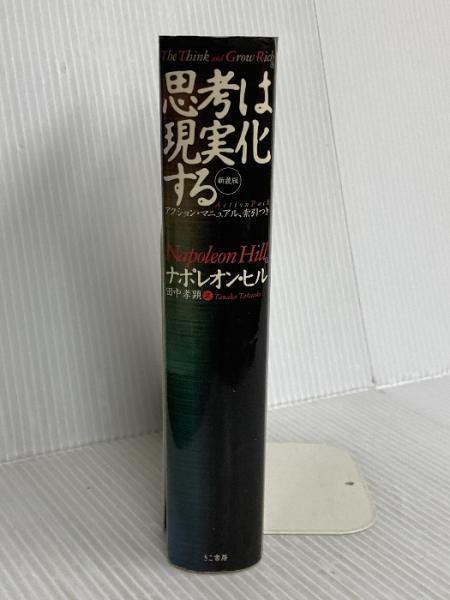 The Think and Grow Rich®
思考は
現実化
する
新装版
Action Pack
アクション・マニュアル、索引つき
Napoleon Hill
ナポレオン・ヒル
田中孝顕 訳 Tanaka Takaaki
きこ書房